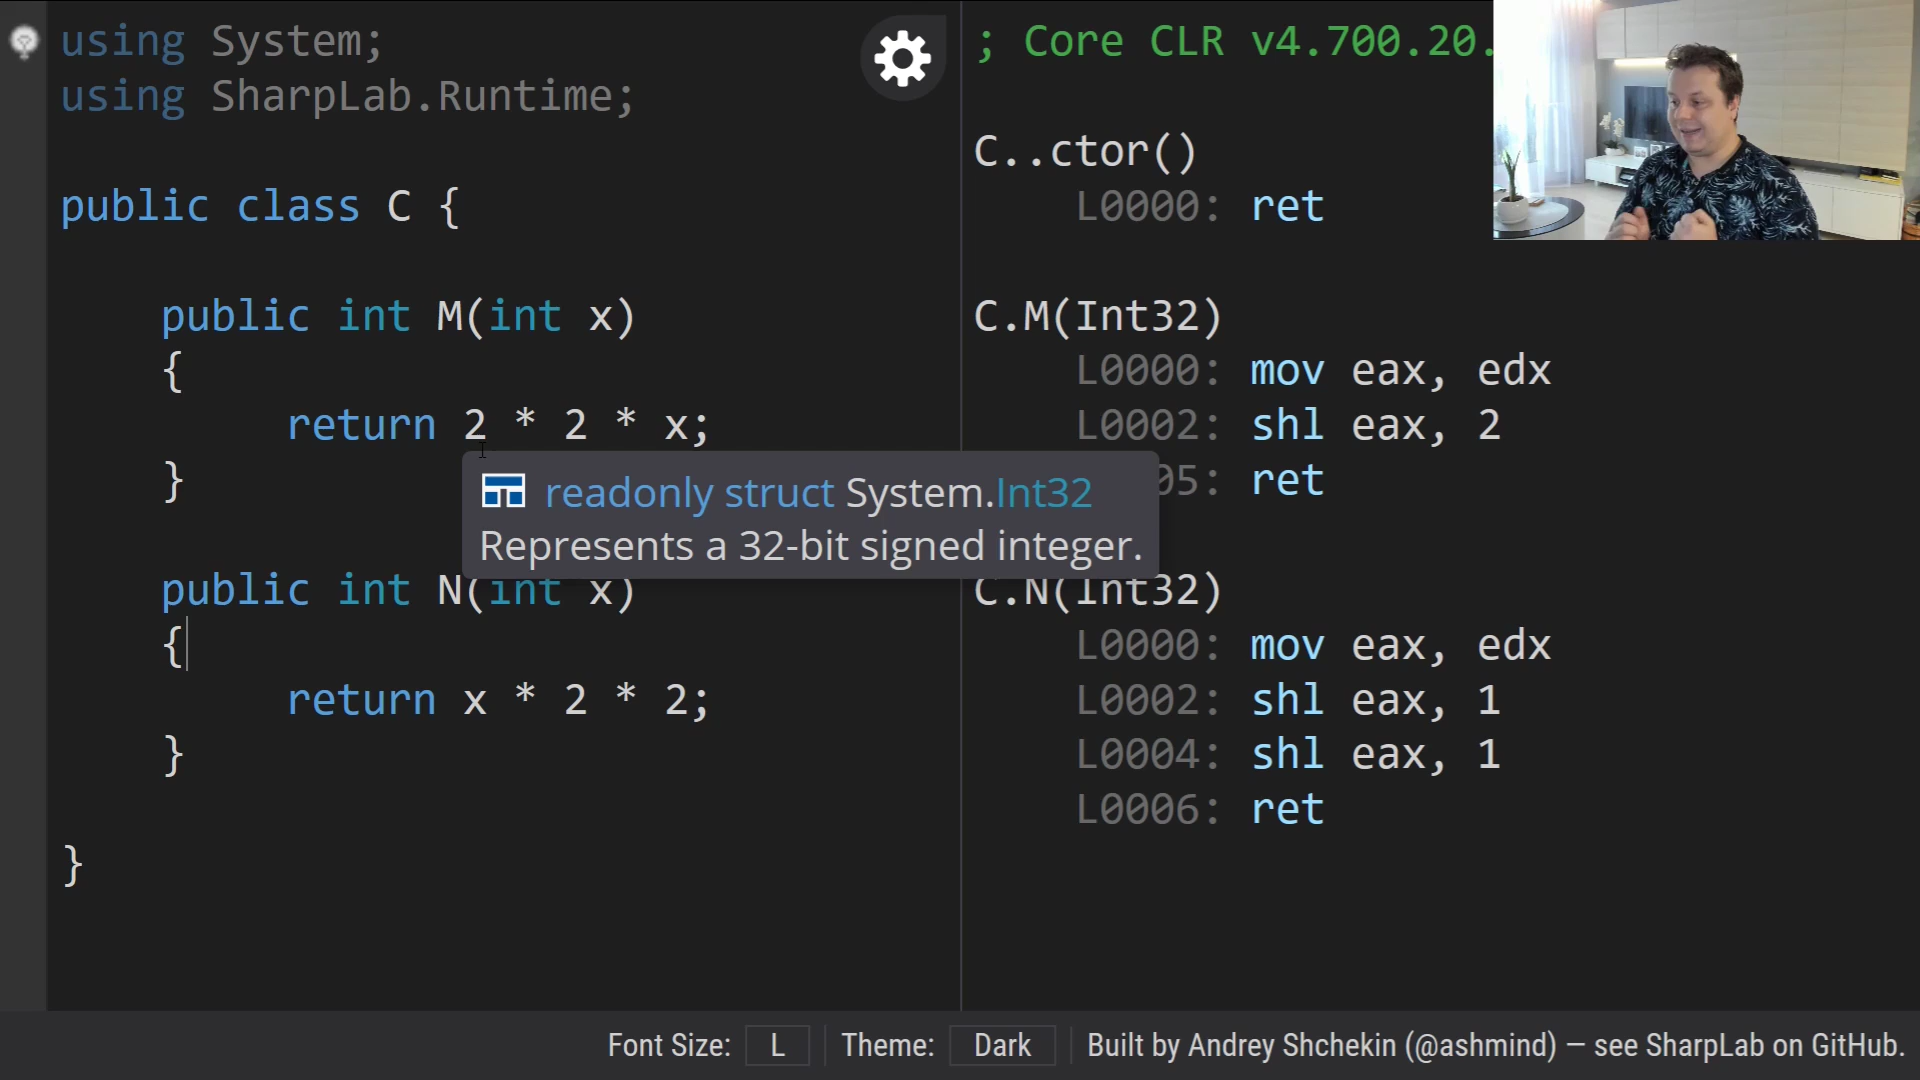 using System;
using SharpLab.Runtime;
public class C {
public int M(int x)
{
return 2 * 2 * x;
}
readonly struct System.Int32
Represents a 32-bit signed integer.
public int N(int x)
{
return x * 2 * 2;
}
}
; Core CLR v4.700.20.
C..ctor()
L0000: ret
C.M(Int32)
L0000: mov eax, edx
L0002: shl eax, 2
05: ret
C.N(Int32)
L0000: mov eax, edx
L0002: shl eax, 1
L0004: shl eax, 1
L0006: ret
Font Size: L Theme: Dark Built by Andrey Shchekin (@ashmind) — see SharpLab on GitHub.